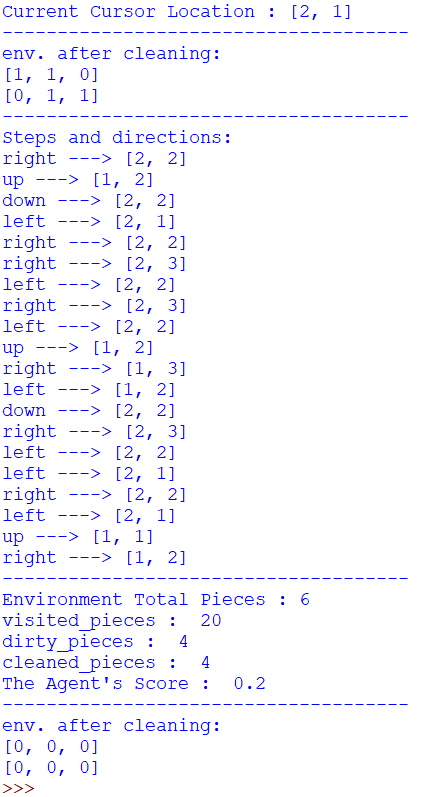 Current Cursor Location : [2, 1]
-------------------------------------
env. after cleaning:
[1, 1, 0]
[0, 1, 1]
-------------------------------------
Steps and directions:
right ---> [2, 2]
up ---> [1, 2]
down ---> [2, 2]
left ---> [2, 1]
right ---> [2, 2]
right ---> [2, 3]
left ---> [2, 2]
right ---> [2, 3]
left ---> [2, 2]
up ---> [1, 2]
right ---> [1, 3]
left ---> [1, 2]
down ---> [2, 2]
right ---> [2, 3]
left ---> [2, 2]
left ---> [2, 1]
right ---> [2, 2]
left ---> [2, 1]
up ---> [1, 1]
right ---> [1, 2]
-------------------------------------
Environment Total Pieces : 6
visited_pieces :  20
dirty_pieces :  4
cleaned_pieces :  4
The Agent's Score :  0.2
-------------------------------------
env. after cleaning:
[0, 0, 0]
[0, 0, 0]
>>>